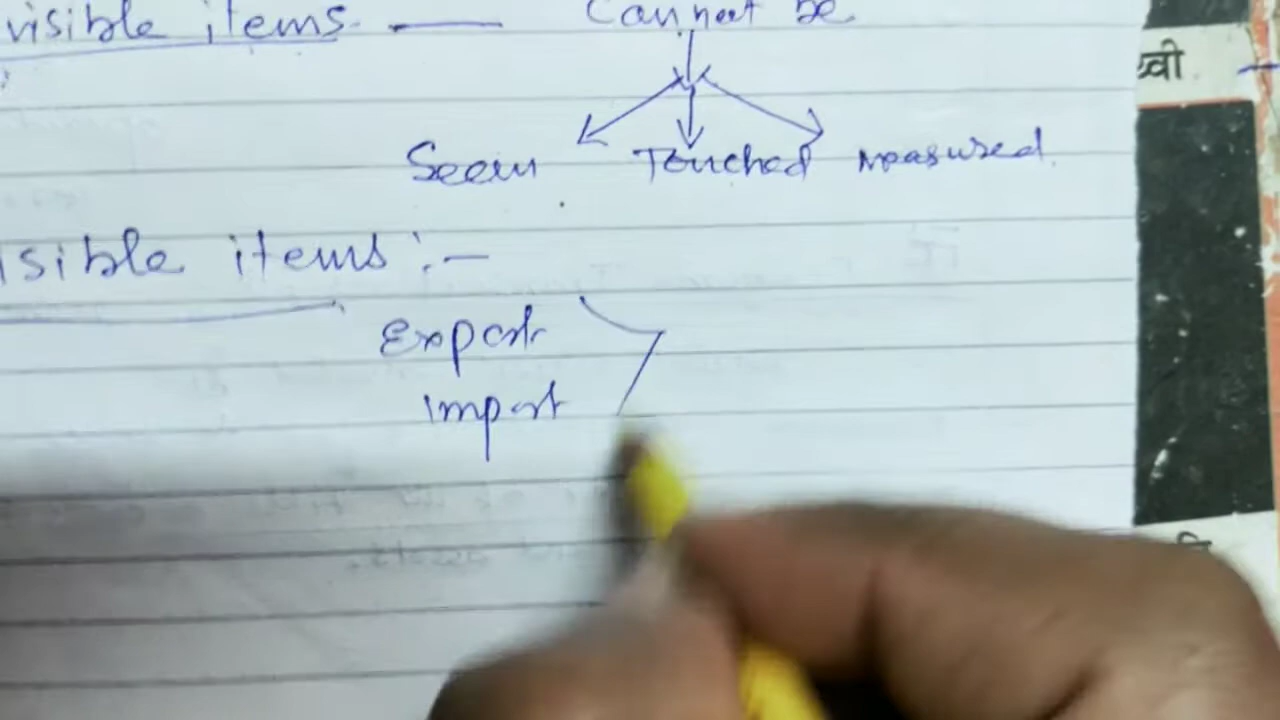 visible items. — Cannot be
Seen Touched measured.
isible items :-
Export
import